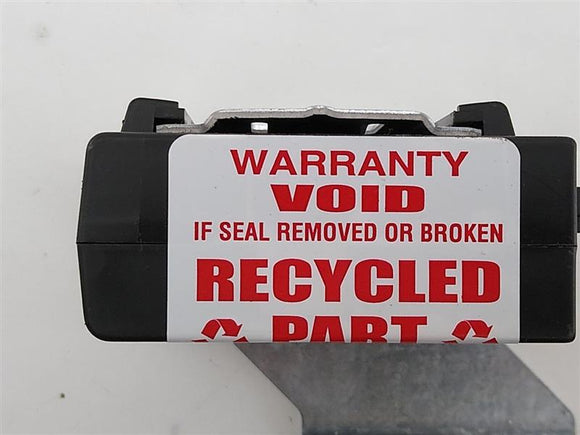 WARRANTY
VOID
IF SEAL REMOVED OR BROKEN
RECYCLED
PART